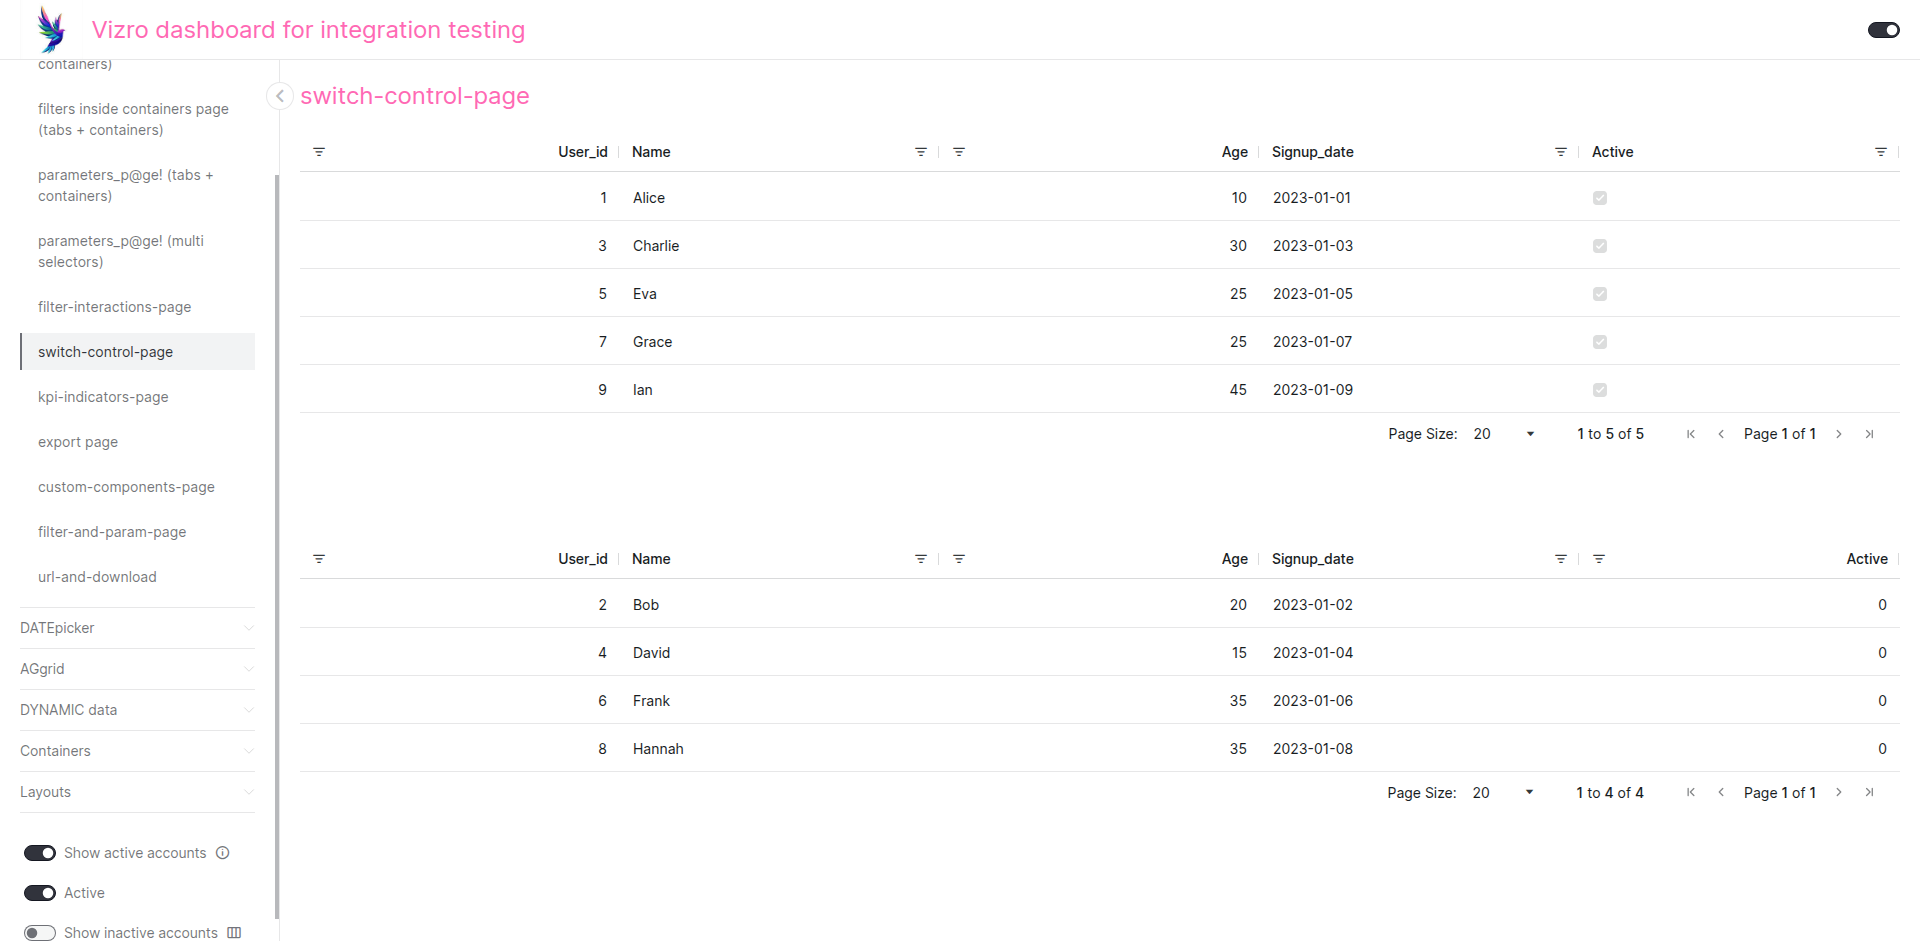 Vizro dashboard for integration testing
containers)
filters inside containers page
(tabs + containers)
parameters_p@ge! (tabs +
containers)
parameters_p@ge! (multi
selectors)
filter-interactions-page
switch-control-page
kpi-indicators-page
export page
custom-components-page
filter-and-param-page
url-and-download
DATEpicker
AGgrid
DYNAMIC data
Containers
Layouts
Show active accounts
Active
Show inactive accounts
switch-control-page
User_id Name Age Signup_date Active
1 Alice 10 2023-01-01
3 Charlie 30 2023-01-03
5 Eva 25 2023-01-05
7 Grace 25 2023-01-07
9 Ian 45 2023-01-09
Page Size: 20 1 to 5 of 5 Page 1 of 1
User_id Name Age Signup_date Active
2 Bob 20 2023-01-02 0
4 David 15 2023-01-04 0
6 Frank 35 2023-01-06 0
8 Hannah 35 2023-01-08 0
Page Size: 20 1 to 4 of 4 Page 1 of 1